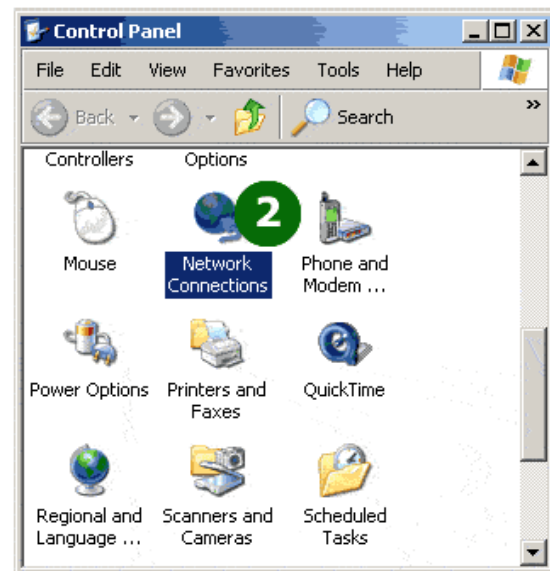 Control Panel
File Edit View Favorites Tools Help
Back Search »
Controllers Options
2
Mouse Network Connections Phone and Modem ...
Power Options Printers and Faxes QuickTime
Regional and Language ... Scanners and Cameras Scheduled Tasks